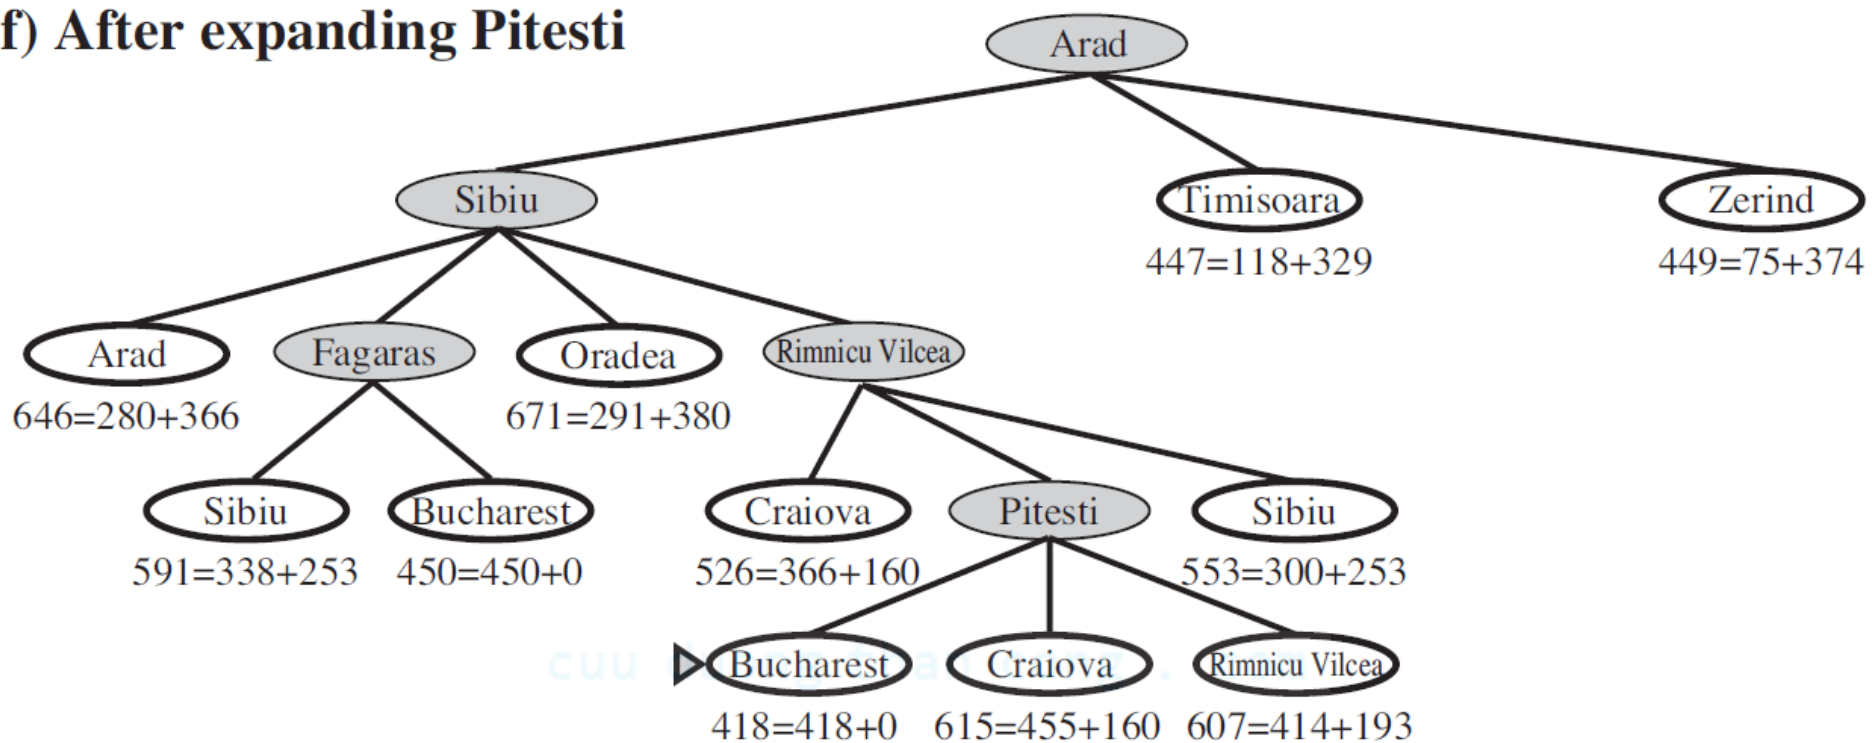 f) After expanding Pitesti
Arad
Sibiu
Timisoara
Zerind
447=118+329
449=75+374
Arad
Fagaras
Oradea
Rimnicu Vilcea
646=280+366
671=291+380
Sibiu
Bucharest
Craiova
Pitesti
Sibiu
591=338+253
450=450+0
526=366+160
553=300+253
Bucharest
Craiova
Rimnicu Vilcea
418=418+0
615=455+160
607=414+193
cuu